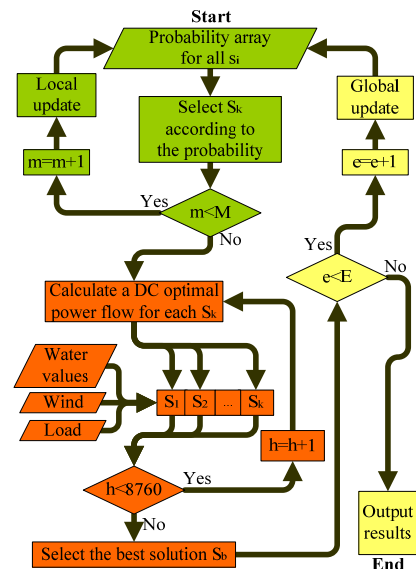 Start
Probability array
for all si
Local
update
Global
update
Select Sk
according to
the probability
m=m+1
e=e+1
Yes
m<M
No
Yes
e<E
No
Calculate a DC optimal
power flow for each Sk
Water
values
Wind
Load
S1 S2 ... Sk
h=h+1
h<8760
Yes
No
Select the best solution Sb
Output
results
End